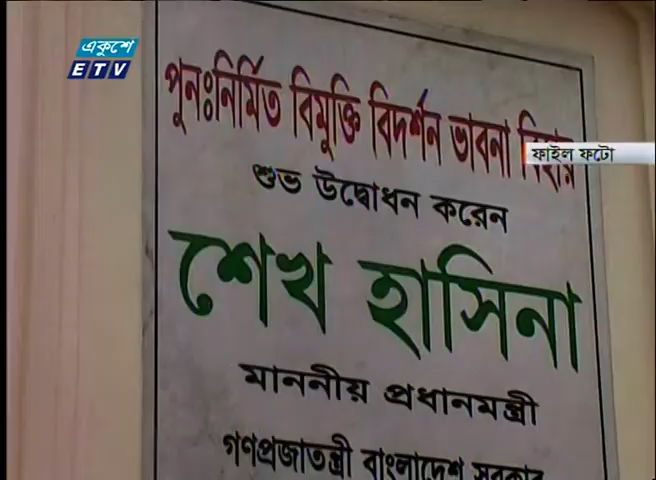 একুশে
ETV
পুনঃনির্মিত বিমুক্তি বিদর্শন ভাবনা বিহার
ফাইল ফটো
শুভ উদ্বোধন করেন
শেখ হাসিনা
মাননীয় প্রধানমন্ত্রী
গণপ্রজাতন্ত্রী বাংলাদেশ সরকার